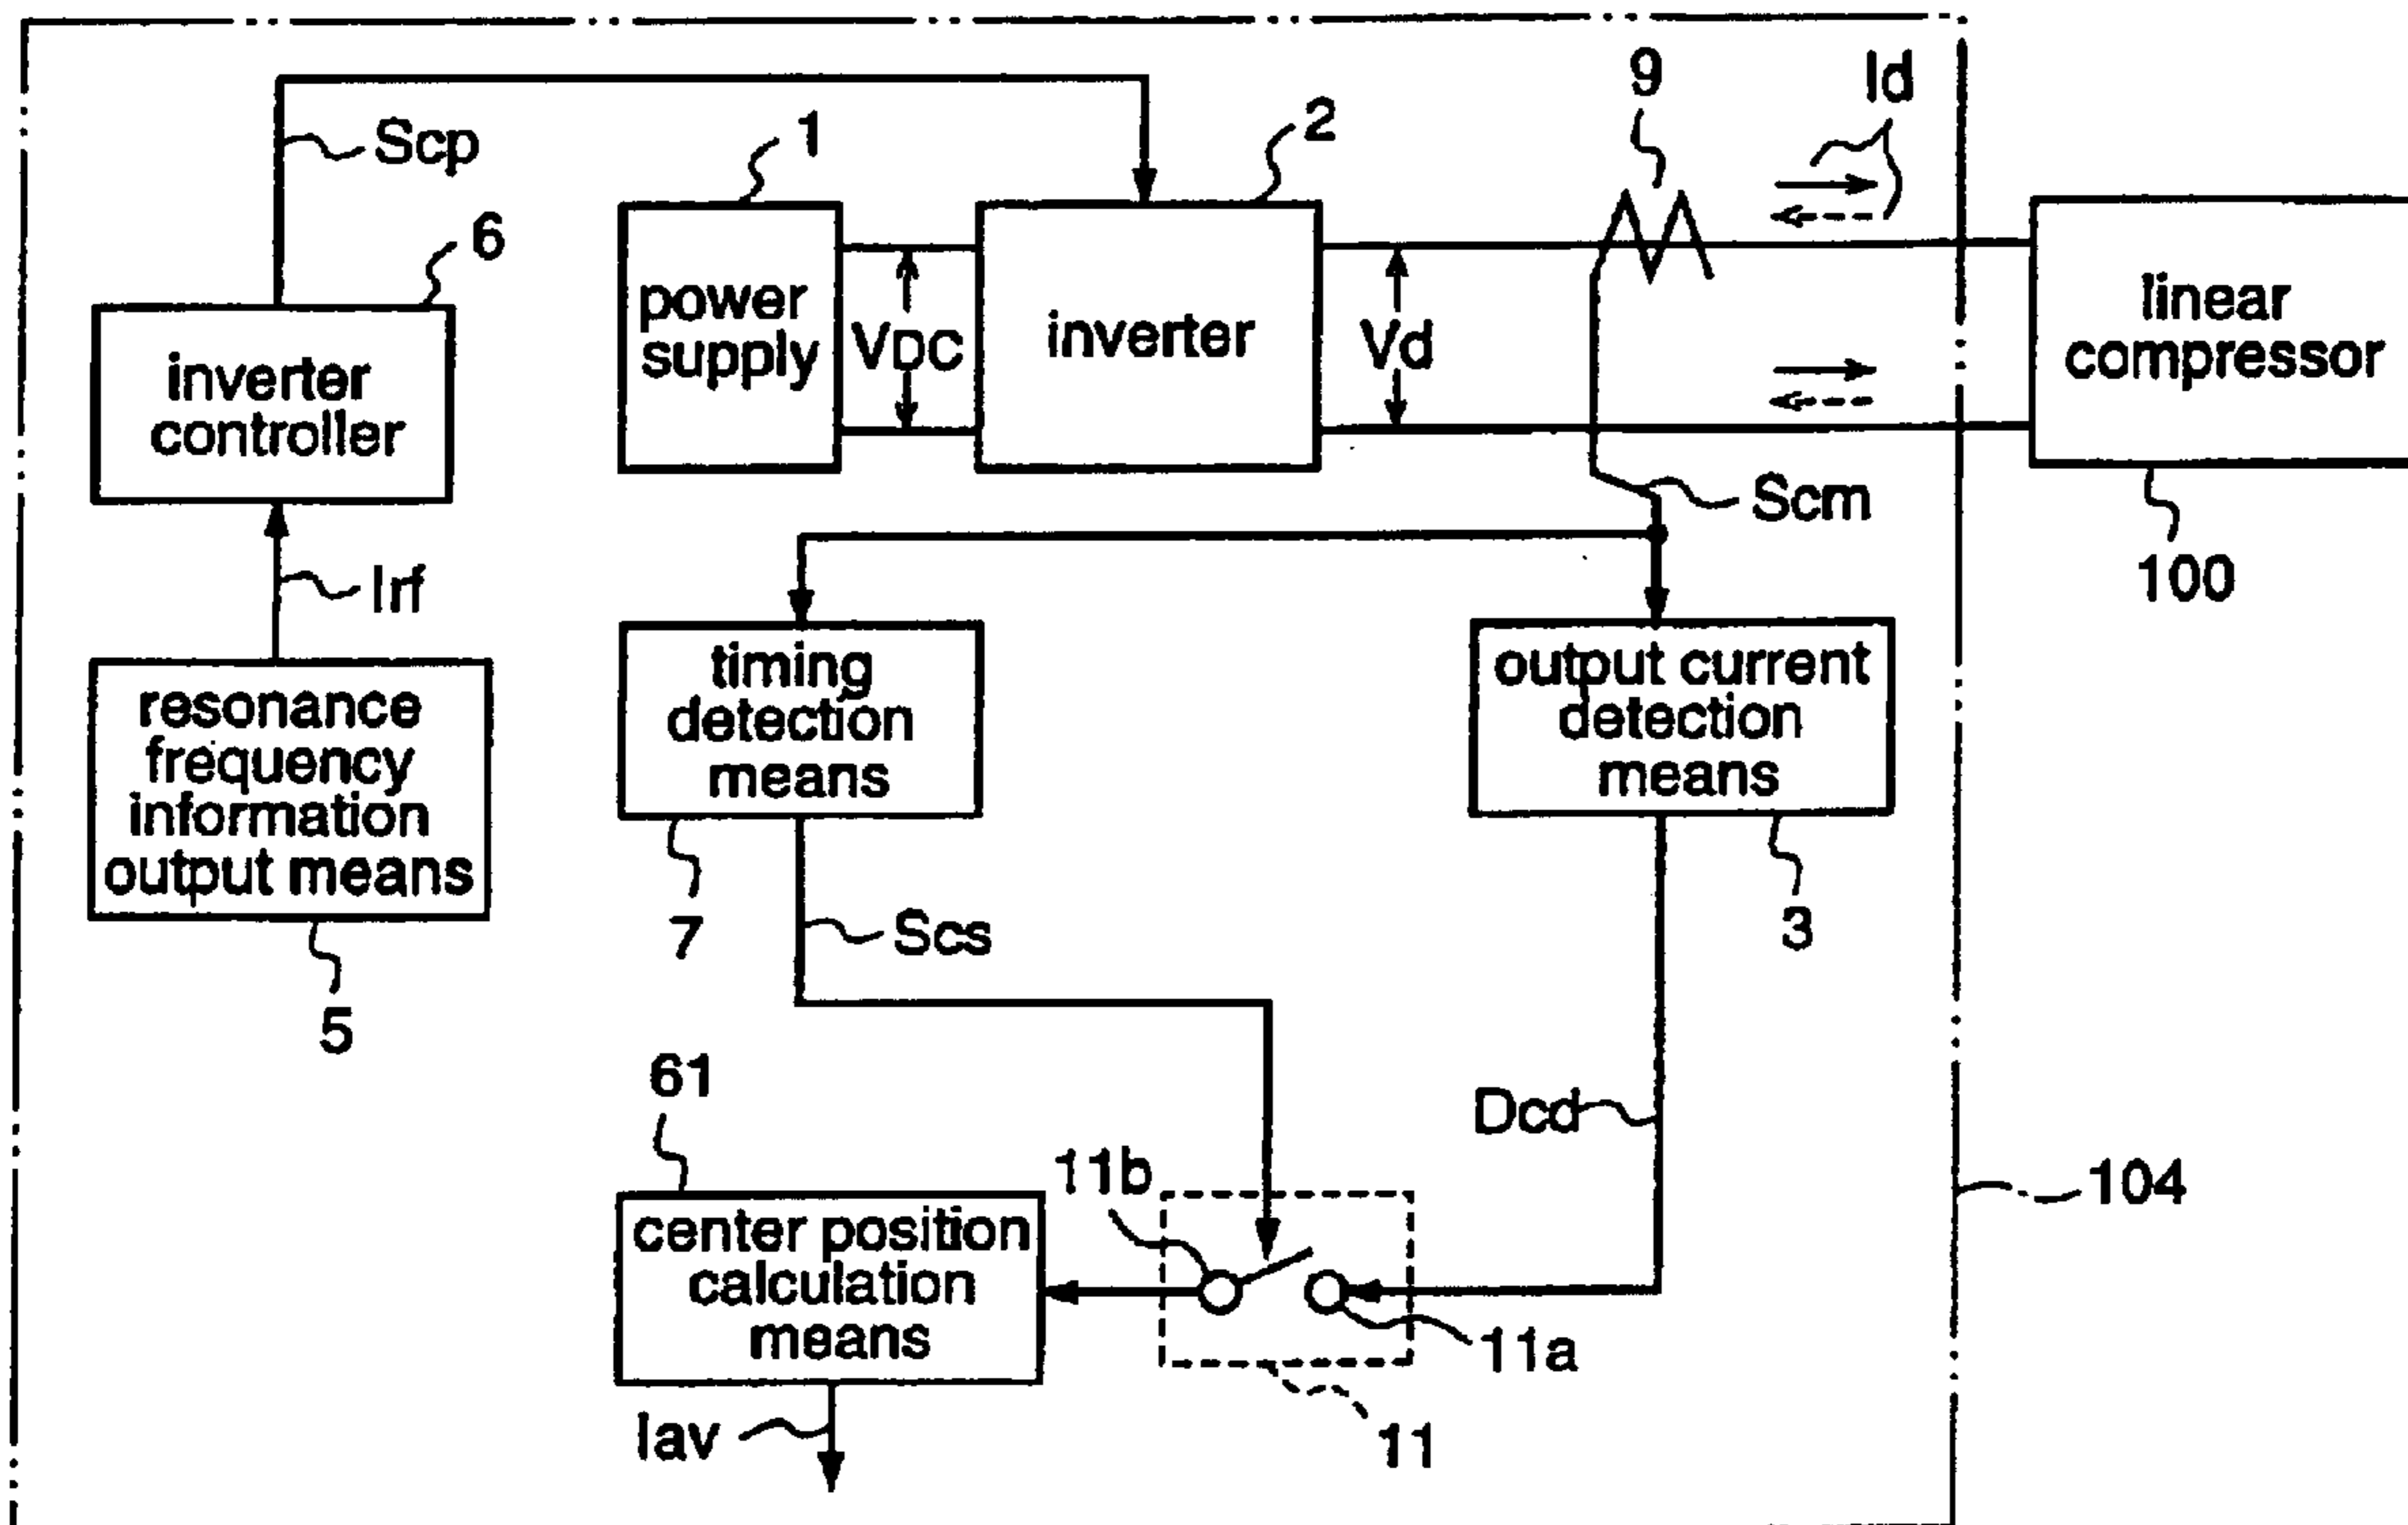 9
Id
Scp
1
2
6
power
supply
VDC
inverter
Vd
linear
compressor
inverter
controller
Scm
100
Irf
timing
detection
means
output current
detection
means
resonance
frequency
information
output means
7
Scs
3
5
61
Dcd
11b
104
center position
calculation
means
11a
Iav
11